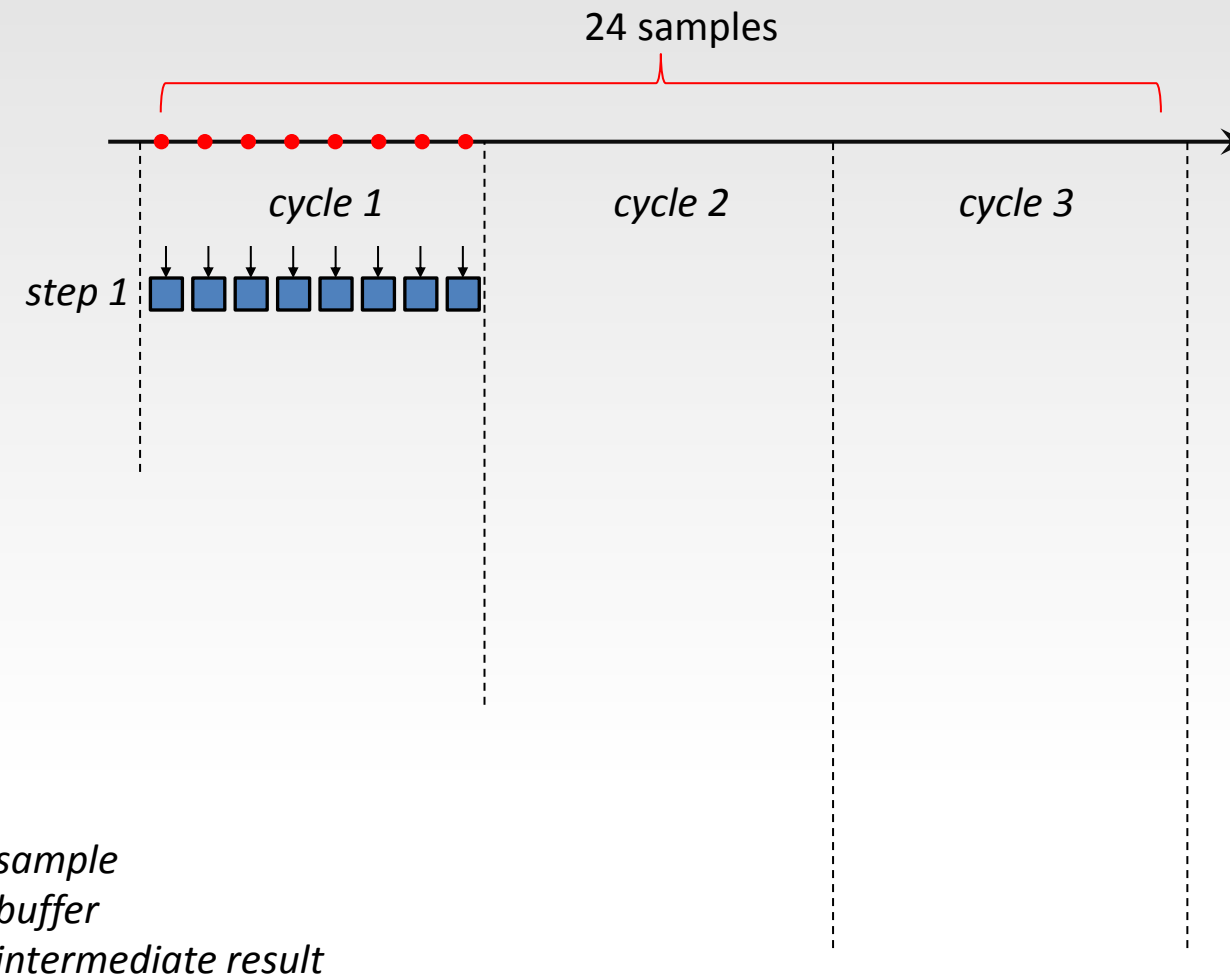 24 samples
cycle 1
cycle 2
cycle 3
step 1
sample
buffer
intermediate result